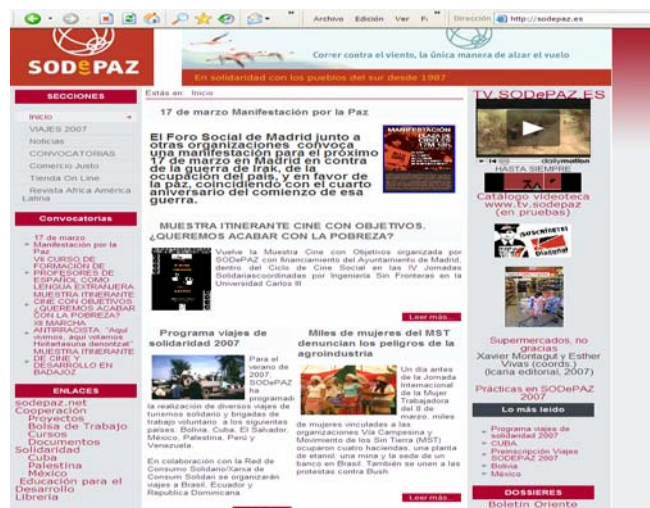 Archivo Edición Ver
Dirección http://sodepaz.es
SODePAZ
Correr contra el viento, la única manera de alzar el vuelo
En solidaridad con los pueblos del sur desde 1987
SECCIONES
Inicio
VIAJES 2007
Noticias
CONVOCATORIAS
Comercio Justo
Tienda On Line
Revista Africa América
Latina
Convocatorias
17 de marzo
Manifestación por la
Paz
VII CURSO DE
FORMACIÓN DE
PROFESORES DE
ESPAÑOL COMO
LENGUA EXTRANJERA
MUESTRA ITINERANTE
CINE CON OBJETIVOS
¿QUEREMOS ACABAR
CON LA POBREZA?
XII MARCHA
ANTIRRACISTA. "Aquí
vivimos, aquí votamos
MUESTRA ITINERANTE
DE CINE Y
DESARROLLO EN
BADAJOZ
ENLACES
sodepaz.net
Cooperación
Proyectos
Bolsa de Trabajo
Cursos
Documentos
Solidaridad
Cuba
Palestina
México
Educación para el
Desarrollo
Librería
Estás en: Inicio
17 de marzo Manifestación por la Paz
El Foro Social de Madrid junto a
otras organizaciones convoca
una manifestación para el próximo
17 de marzo en Madrid en contra
de la guerra de Irak, de la
ocupación del país, y en favor de
la paz, coincidiendo con el cuarto
aniversario del comienzo de esa
guerra.
MANIFESTACIÓN
MUESTRA ITINERANTE CINE CON OBJETIVOS.
¿QUEREMOS ACABAR CON LA POBREZA?
Vuelve la Muestra Cine con Objetivos organizada por
SODePAZ con financiamiento del Ayuntamiento de Madrid,
dentro del Ciclo de Cine Social en las IV Jornadas
Solidariascoordinadas por Ingeniería Sin Fronteras en la
Universidad Carlos III
Leer más...
Programa viajes de
solidaridad 2007
Para el
verano de
2007,
SODePAZ
ha
programado
la realización de diversos viajes de
turismo solidario y brigadas de
trabajo voluntario a los siguientes
países: Bolivia, Cuba, El Salvador,
México, Palestina, Perú y
Venezuela.
En colaboración con la Red de
Consumo Solidario/Xarxa de
Consum Solidari se organizarán
viajes a Brasil, Ecuador y
Republica Dominicana.
Miles de mujeres del MST
denuncian los peligros de la
agroindustria
Un día antes
de la Jornada
Internacional
de la Mujer
Trabajadora
del 8 de
marzo, miles
de mujeres vinculadas a las
organizaciones Vía Campesina y
Movimiento de los Sin Tierra (MST)
ocuparon cuatro haciendas, una planta
de etanol, una mina y la sede de un
banco en Brasil. También se unen a las
protestas contra Bush.
Leer más...
TV.SODePAZ.ES
dailymotion
HASTA SIEMPRE
Catálogo videoteca
www.tv.sodepaz
(en pruebas)
Supermercados, no
gracias
Xavier Montagut y Esther
Vivas (coords.)
(Icaria editorial, 2007)
Prácticas en SODePAZ
2007
Lo más leído
Programa viajes de
solidaridad 2007
CUBA
Preinscripción Viajes
SODEPAZ 2007
Bolivia
México
DOSSIERES
Boletín Oriente